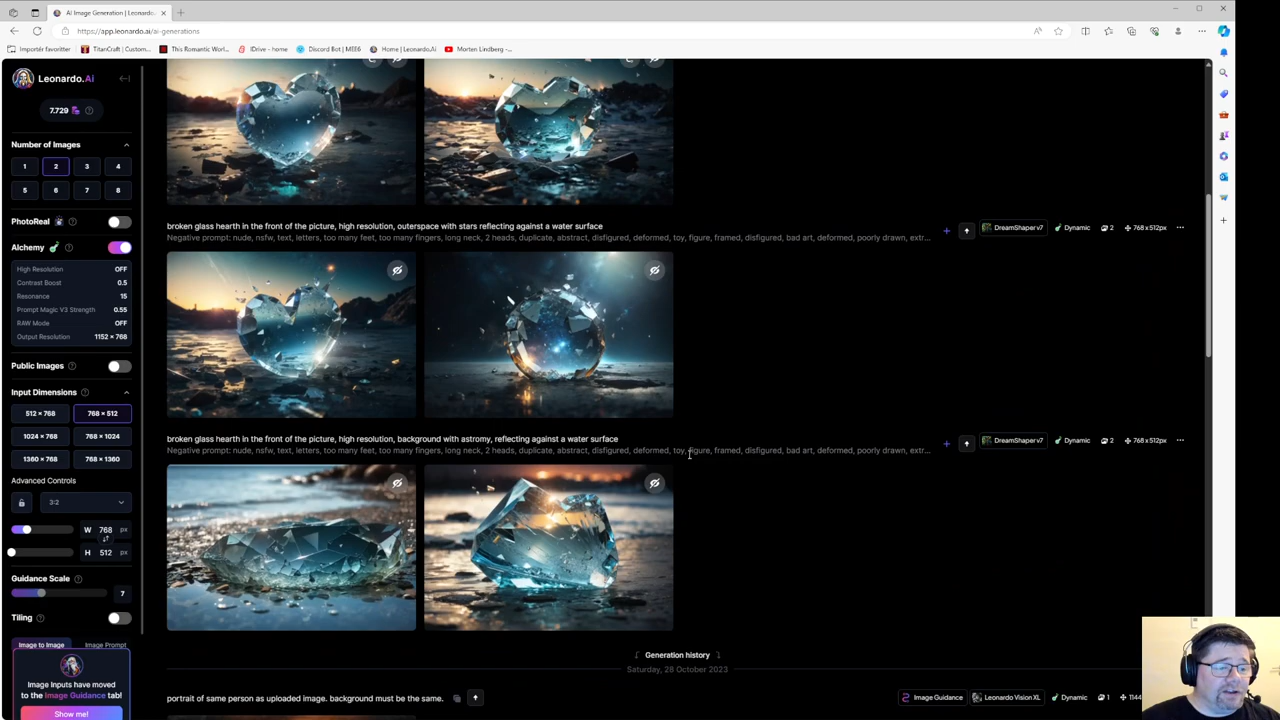 AI Image Generation | Leonardo.
https://app.leonardo.ai/ai-generations
Importér favoritter
TitanCraft | Custom...
This Romantic Worl...
IDrive - home
Discord Bot | MEE6
Home | Leonardo.Ai
Morten Lindberg -...
Leonardo.Ai
7.729
Number of Images
1 2 3 4
5 6 7 8
PhotoReal
Alchemy
High Resolution OFF
Contrast Boost 0.5
Resonance 15
Prompt Magic V3 Strength 0.55
RAW Mode OFF
Output Resolution 1152 × 768
Public Images
Input Dimensions
512 × 768 768 × 512
1024 × 768 768 × 1024
1360 × 768 768 × 1360
Advanced Controls
3:2
W 768 px
H 512 px
Guidance Scale
7
Tiling
Image to Image Image Prompt
Image Inputs have moved
to the Image Guidance tab!
Show me!
broken glass hearth in the front of the picture, high resolution, outerspace with stars reflecting against a water surface
Negative prompt: nude, nsfw, text, letters, too many feet, too many fingers, long neck, 2 heads, duplicate, abstract, disfigured, deformed, toy, figure, framed, disfigured, bad art, deformed, poorly drawn, extr...
DreamShaper v7 Dynamic 2 768 x 512px
broken glass hearth in the front of the picture, high resolution, background with astromy, reflecting against a water surface
Negative prompt: nude, nsfw, text, letters, too many feet, too many fingers, long neck, 2 heads, duplicate, abstract, disfigured, deformed, toy, figure, framed, disfigured, bad art, deformed, poorly drawn, extr...
DreamShaper v7 Dynamic 2 768 x 512px
Generation history
Saturday, 28 October 2023
portrait of same person as uploaded image. background must be the same.
Image Guidance Leonardo Vision XL Dynamic 1 1144